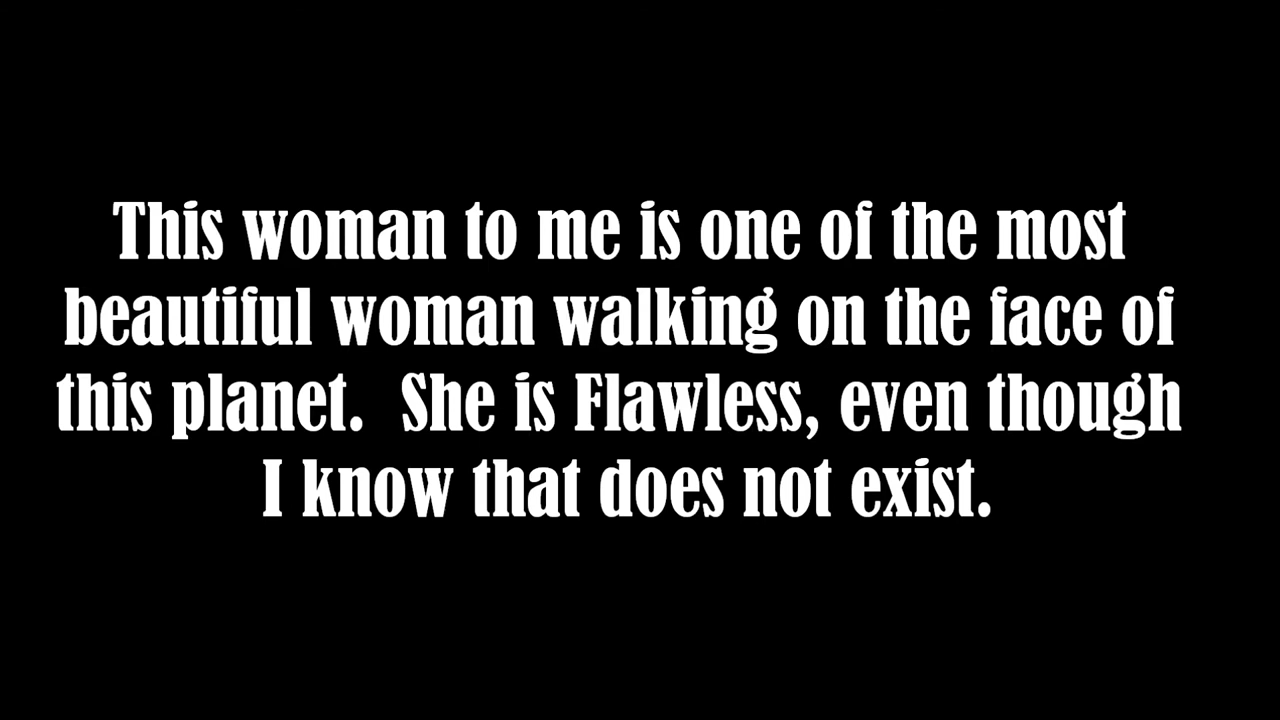 This woman to me is one of the most
beautiful woman walking on the face of
this planet.  She is Flawless, even though
I know that does not exist.